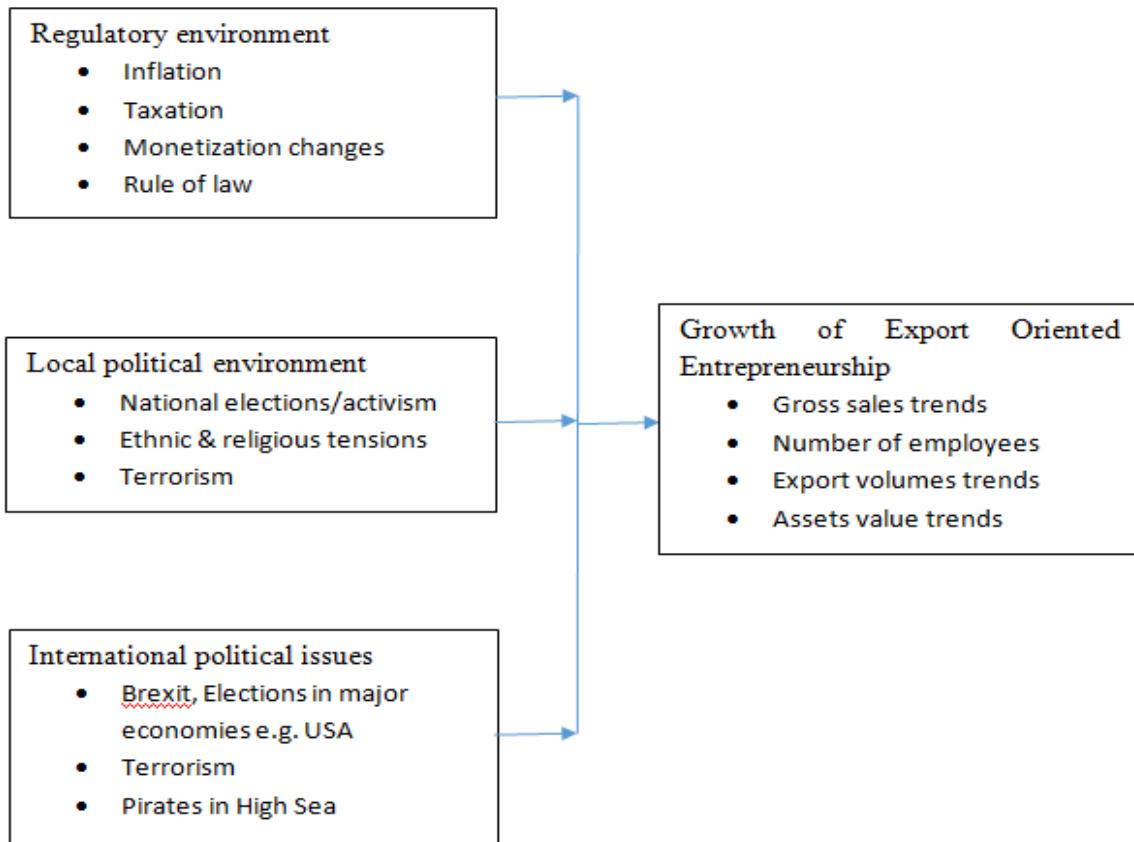 Regulatory environment
• Inflation
• Taxation
• Monetization changes
• Rule of law
Local political environment
• National elections/activism
• Ethnic & religious tensions
• Terrorism
International political issues
• Brexit, Elections in major
economies e.g. USA
• Terrorism
• Pirates in High Sea
Growth of Export Oriented
Entrepreneurship
• Gross sales trends
• Number of employees
• Export volumes trends
• Assets value trends